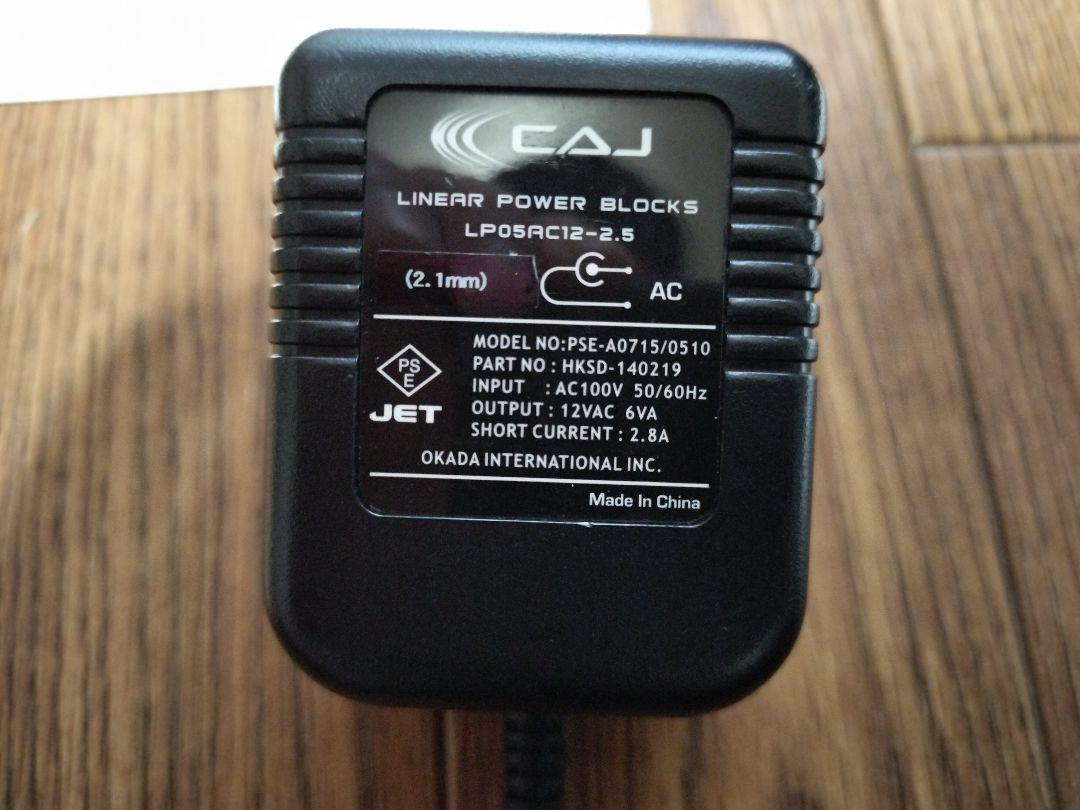 CAJ
LINEAR POWER BLOCKS
LP05AC12-2.5
(2.1mm) AC
MODEL NO:PSE-A0715/0510
PART NO : HKSD-140219
INPUT : AC100V 50/60Hz
OUTPUT : 12VAC 6VA
SHORT CURRENT : 2.8A
PS
E
JET
OKADA INTERNATIONAL INC.
Made In China